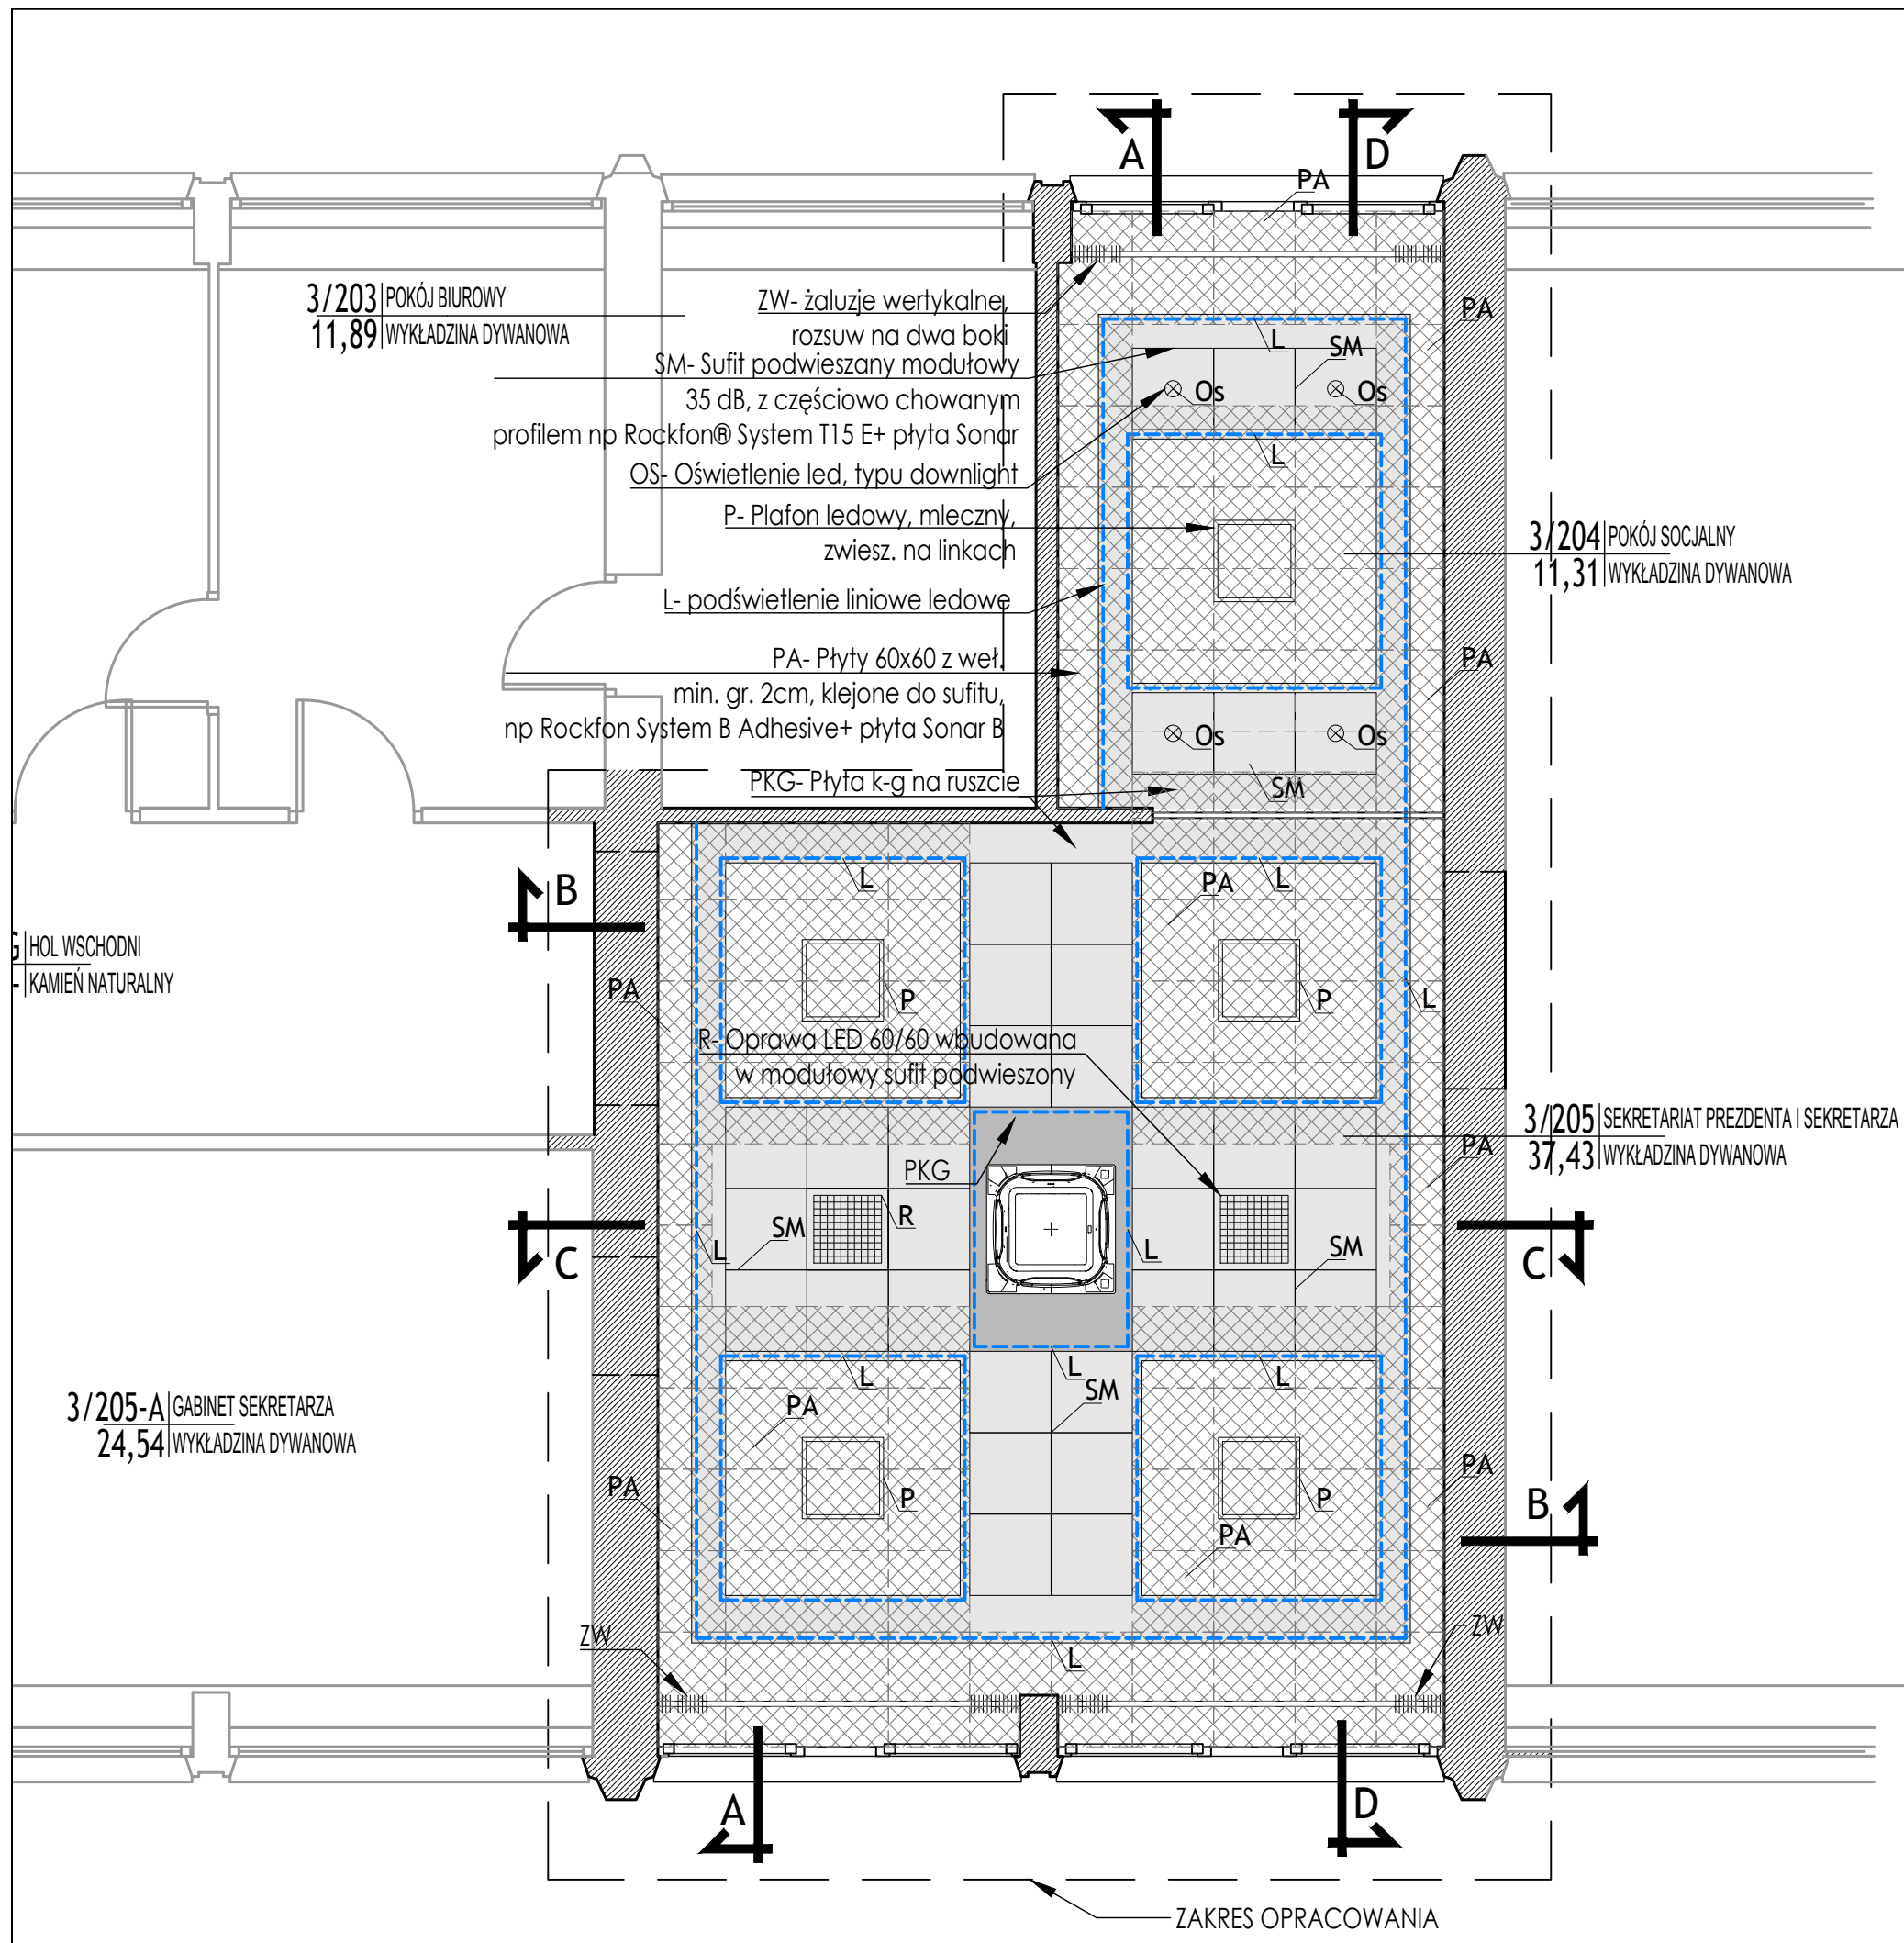 A
D
PA
3/203 POKÓJ BIUROWY
11,89 WYKŁADZINA DYWANOWA
ZW- żaluzje wertykalne,
rozsuw na dwa boki
PA
L
SM
SM- Sufit podwieszany modułowy
35 dB, z częściowo chowanym
profilem np Rockfon® System T15 E+ płyta Sonar
Os
Os
L
OS- Oświetlenie led, typu downlight
P- Plafon ledowy, mleczny,
zwiesz. na linkach
3/204 POKÓJ SOCJALNY
11,31 WYKŁADZINA DYWANOWA
L- podświetlenie liniowe ledowe
PA- Płyty 60x60 z weł.
min. gr. 2cm, klejone do sufitu,
np Rockfon System B Adhesive+ płyta Sonar B
PA
Os
Os
PKG- Płyta k-g na ruszcie
SM
B
L
PA
L
G HOL WSCHODNI
- KAMIEŃ NATURALNY
PA
P
P
L
R- Oprawa LED 60/60 wbudowana
w modułowy sufit podwieszony
3/205 SEKRETARIAT PREZDENTA I SEKRETARZA
37,43 WYKŁADZINA DYWANOWA
PA
PKG
R
SM
L
L
SM
C
C
L
L
L
SM
3/205-A GABINET SEKRETARZA
24,54 WYKŁADZINA DYWANOWA
PA
PA
PA
P
P
B
PA
ZW
L
ZW
A
D
ZAKRES OPRACOWANIA